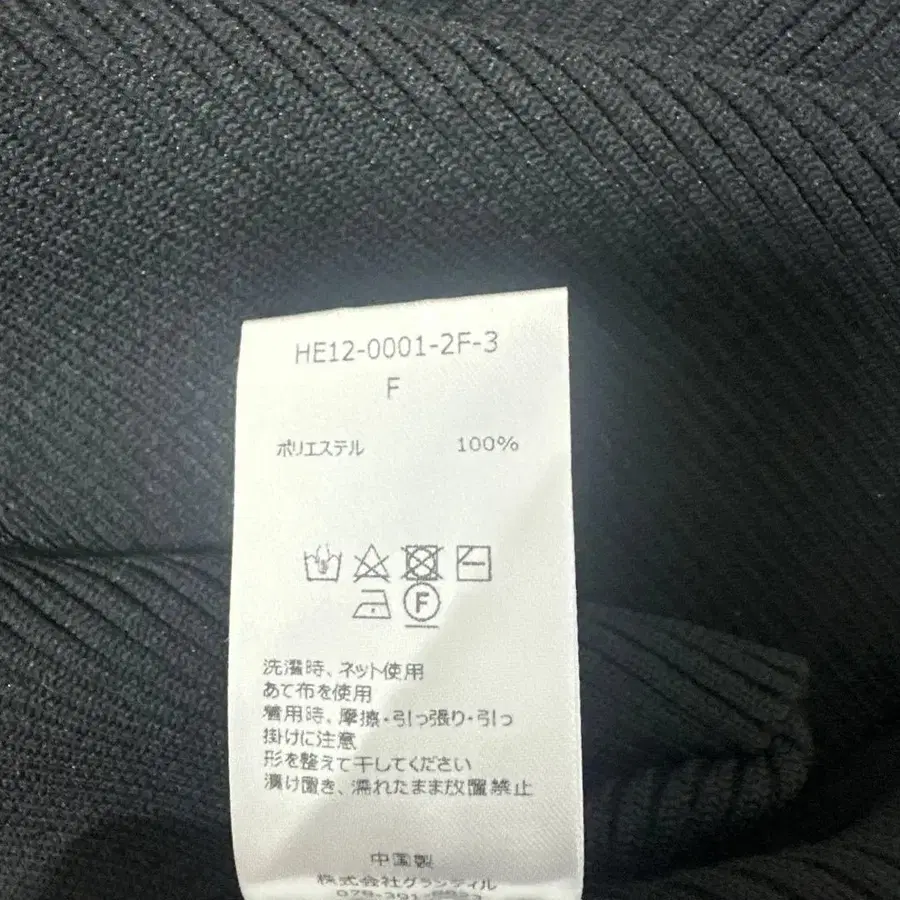 HE12-0001-2F-3
F
ポリエステル 100%
F
洗濯時、ネット使用
あて布を使用
着用時、摩擦・引っ張り・引っ
掛けに注意
形を整えて干してください
漬け置き、濡れたまま放置禁止
中国製
株式会社グランディル